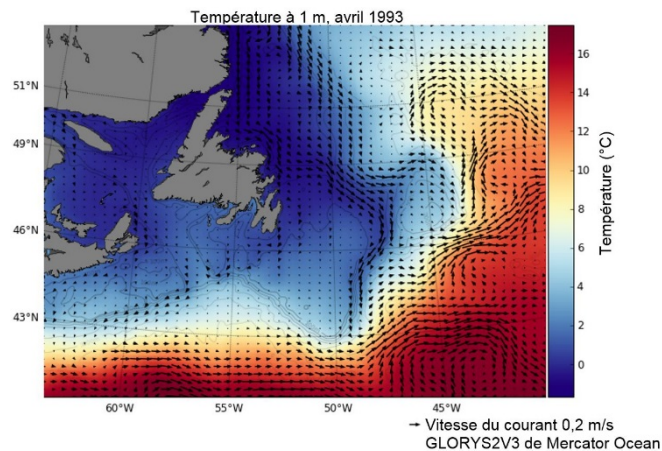 Température à 1 m, avril 1993
51°N
49°N
46°N
43°N
60°W
55°W
50°W
45°W
16
14
12
10
8
6
4
2
0
Température (°C)
Vitesse du courant 0,2 m/s
GLORYS2V3 de Mercator Ocean